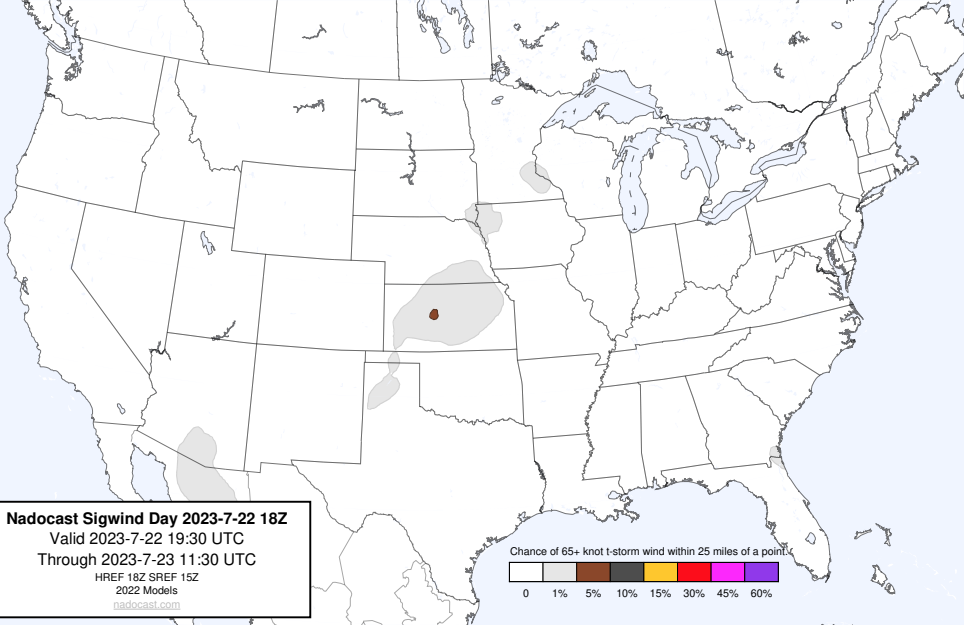 Nadocast Sigwind Day 2023-7-22 18Z
Valid 2023-7-22 19:30 UTC
Through 2023-7-23 11:30 UTC
HREF 18Z SREF 15Z
2022 Models
nadocast.com
Chance of 65+ knot t-storm wind within 25 miles of a point.
0 1% 5% 10% 15% 30% 45% 60%